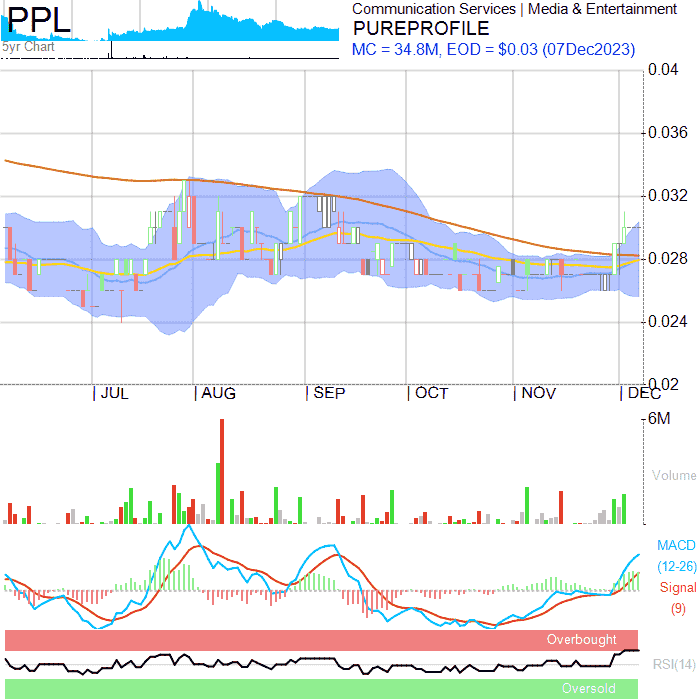 PPL
5yr Chart
Communication Services | Media & Entertainment
PUREPROFILE
MC = 34.8M, EOD = $0.03 (07Dec2023)
0.04
0.036
0.032
0.028
0.024
0.02
JUL AUG SEP OCT NOV DEC
6M
Volume
MACD
(12-26)
Signal
(9)
Overbought
RSI(14)
Oversold